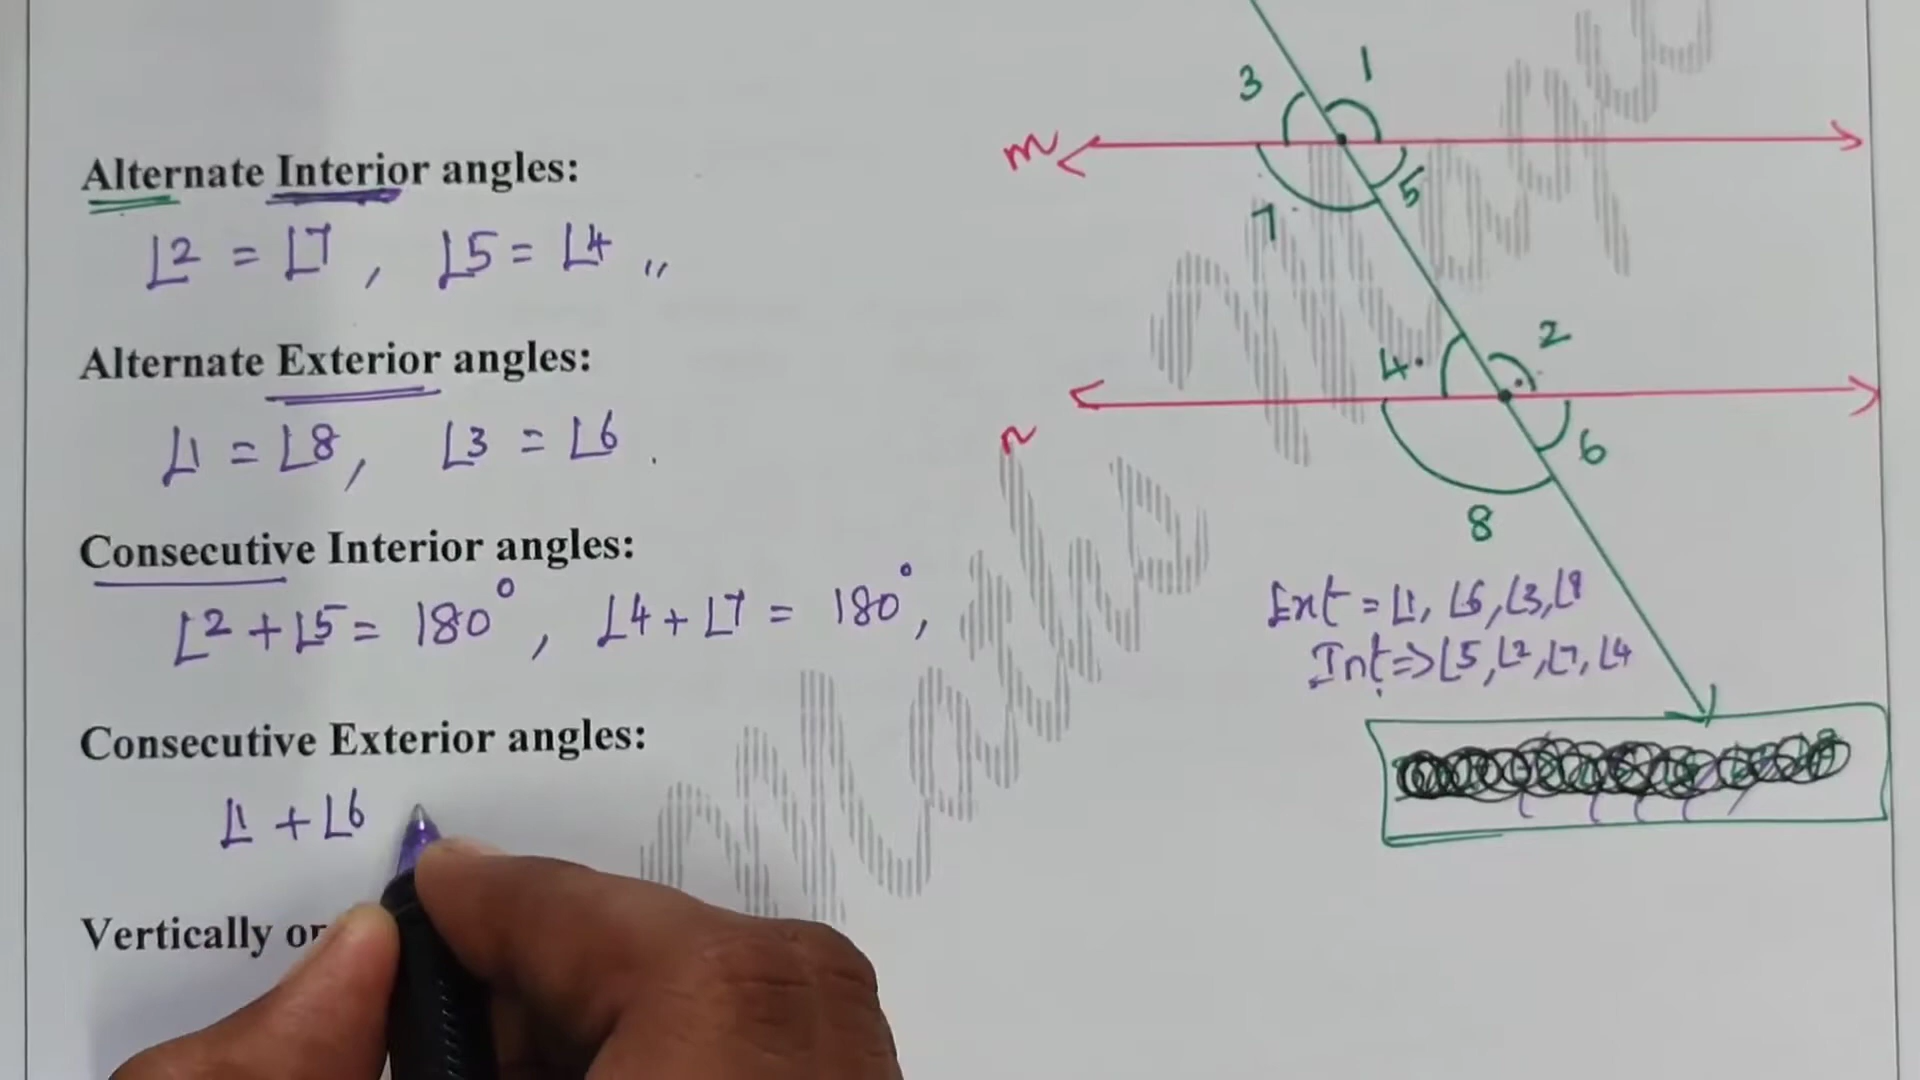 Alternate Interior angles:
∠2 = ∠7 , ∠5 = ∠4 ,,
Alternate Exterior angles:
∠1 = ∠8, ∠3 = ∠6 .
Consecutive Interior angles:
∠2 + ∠5 = 180°, ∠4 + ∠7 = 180°,
Consecutive Exterior angles:
∠1 + ∠6
Vertically
3 1
m
5
7
4 2
n
6
8
Ext = ∠1, ∠6, ∠3, ∠8
Int => ∠5, ∠2, ∠7, ∠4
Maths